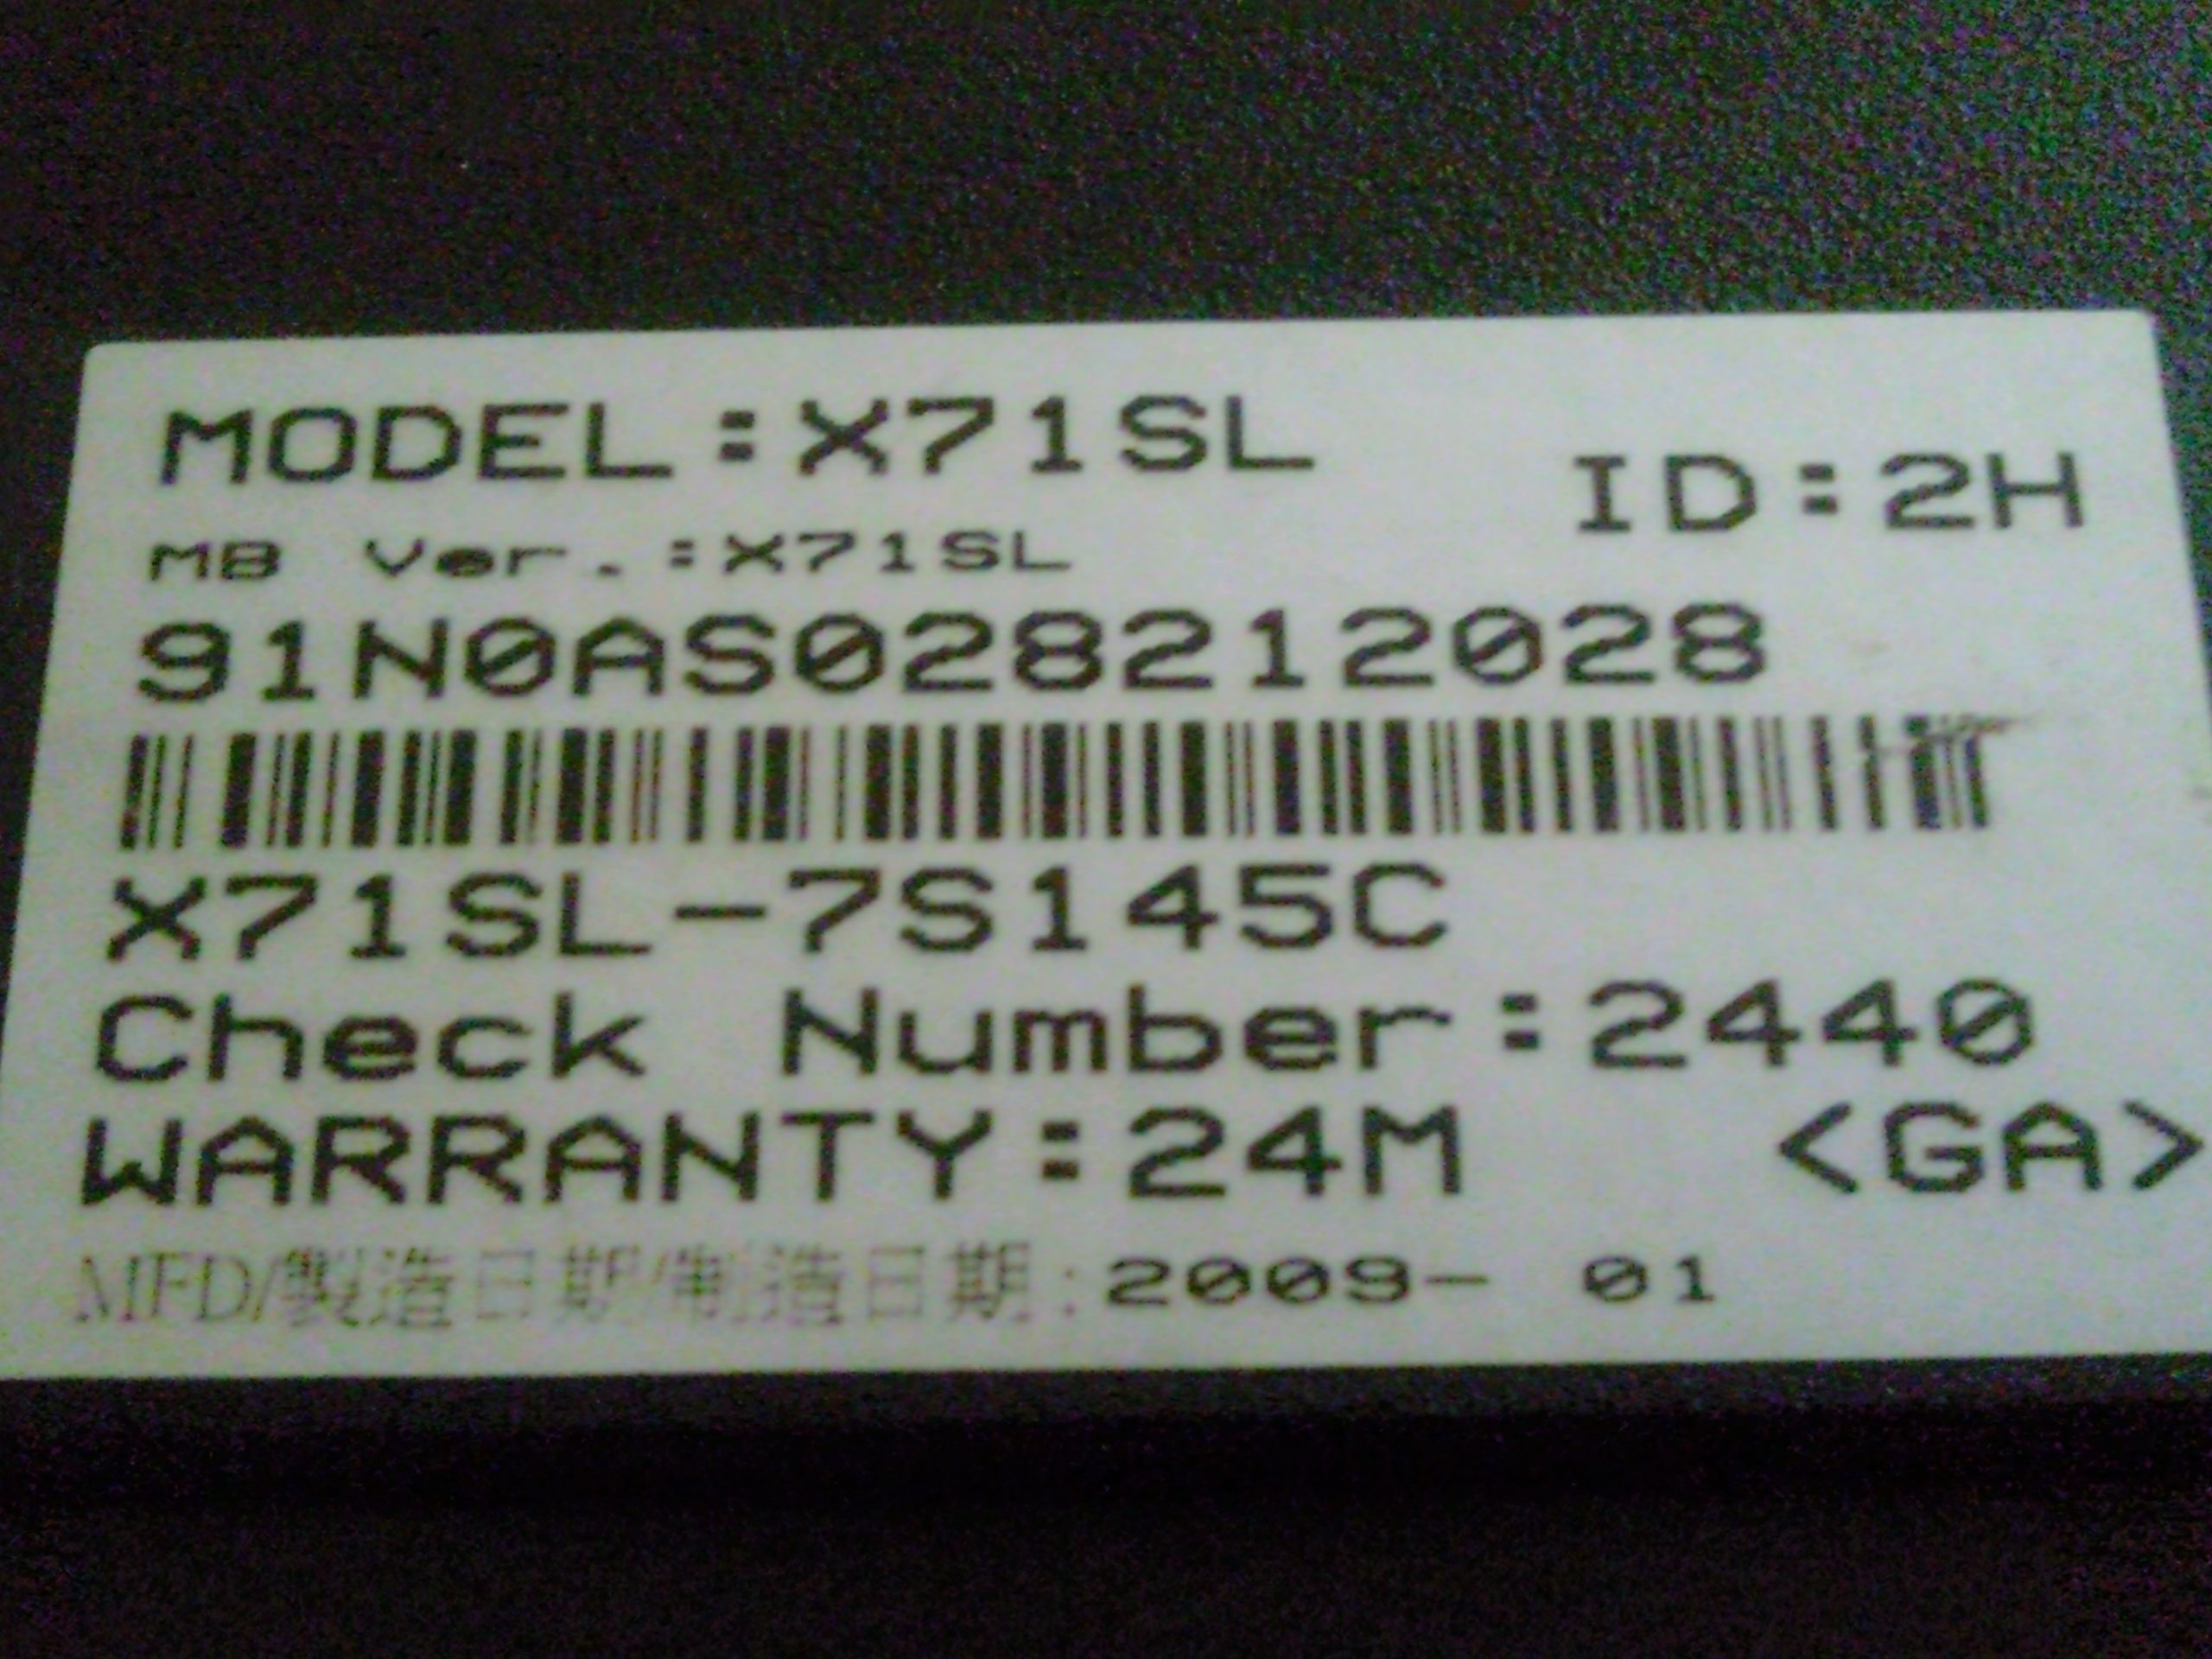 MODEL:X71SL
ID:2H
MB Ver.:X71SL
91N0AS028212028
X71SL-7S145C
Check Number:2440
WARRANTY:24M <GA>
MFD/製造日期/制造日期:2009- 01